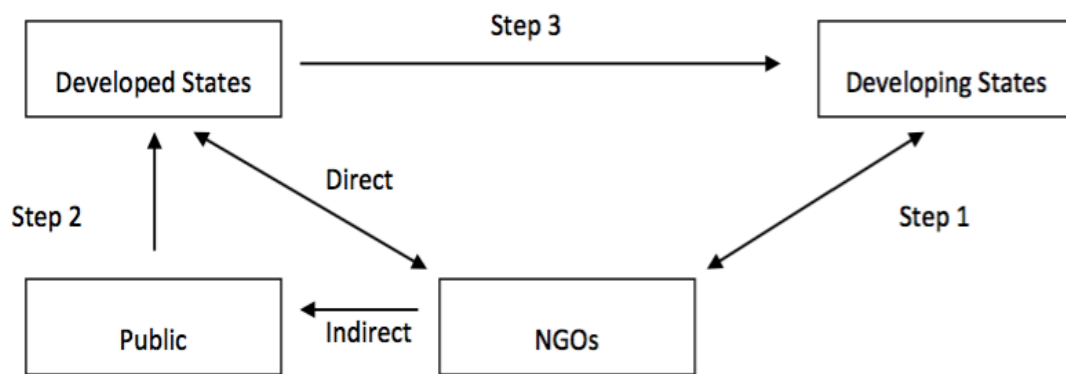 Step 3
Developed States
Developing States
Direct
Step 2
Step 1
Public
Indirect
NGOs